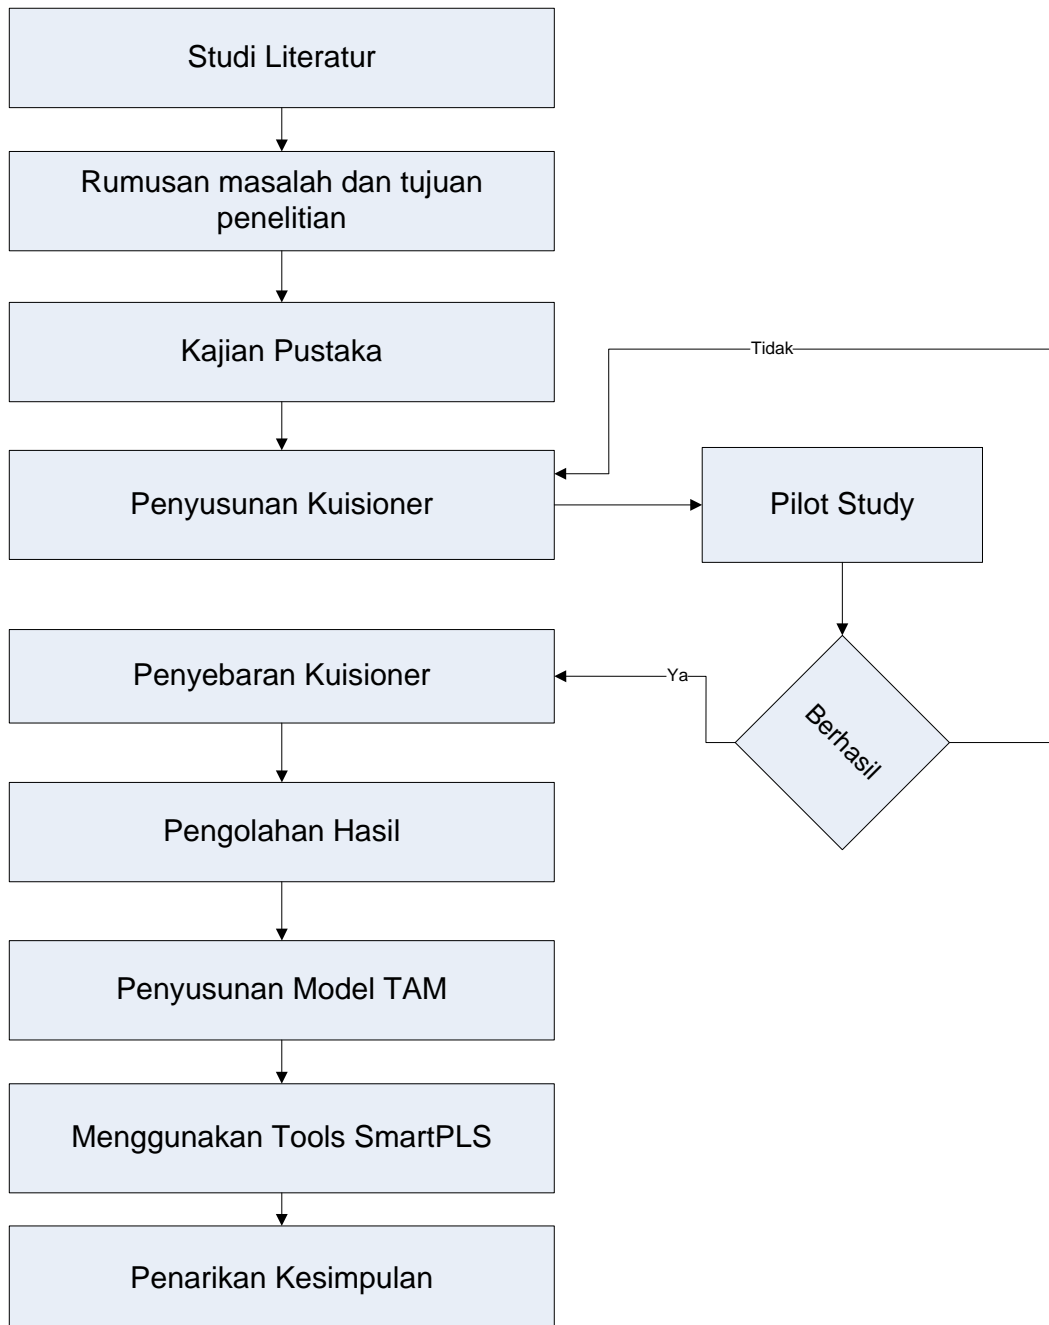 Studi Literatur
Rumusan masalah dan tujuan
penelitian
Kajian Pustaka
Tidak
Penyusunan Kuisioner
Pilot Study
Penyebaran Kuisioner
Ya
Berhasil
Pengolahan Hasil
Penyusunan Model TAM
Menggunakan Tools SmartPLS
Penarikan Kesimpulan